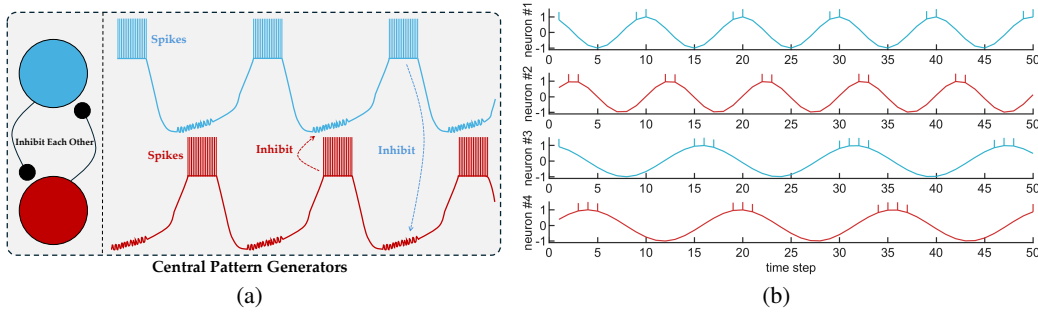 Inhibit Each Other
Spikes
Spikes
Inhibit
Inhibit
Central Pattern Generators
(a)
neuron #1
1
0
-1
0 5 10 15 20 25 30 35 40 45 50
neuron #2
1
0
-1
0 5 10 15 20 25 30 35 40 45 50
neuron #3
1
0
-1
0 5 10 15 20 25 30 35 40 45 50
neuron #4
1
0
-1
0 5 10 15 20 25 30 35 40 45 50
time step
(b)